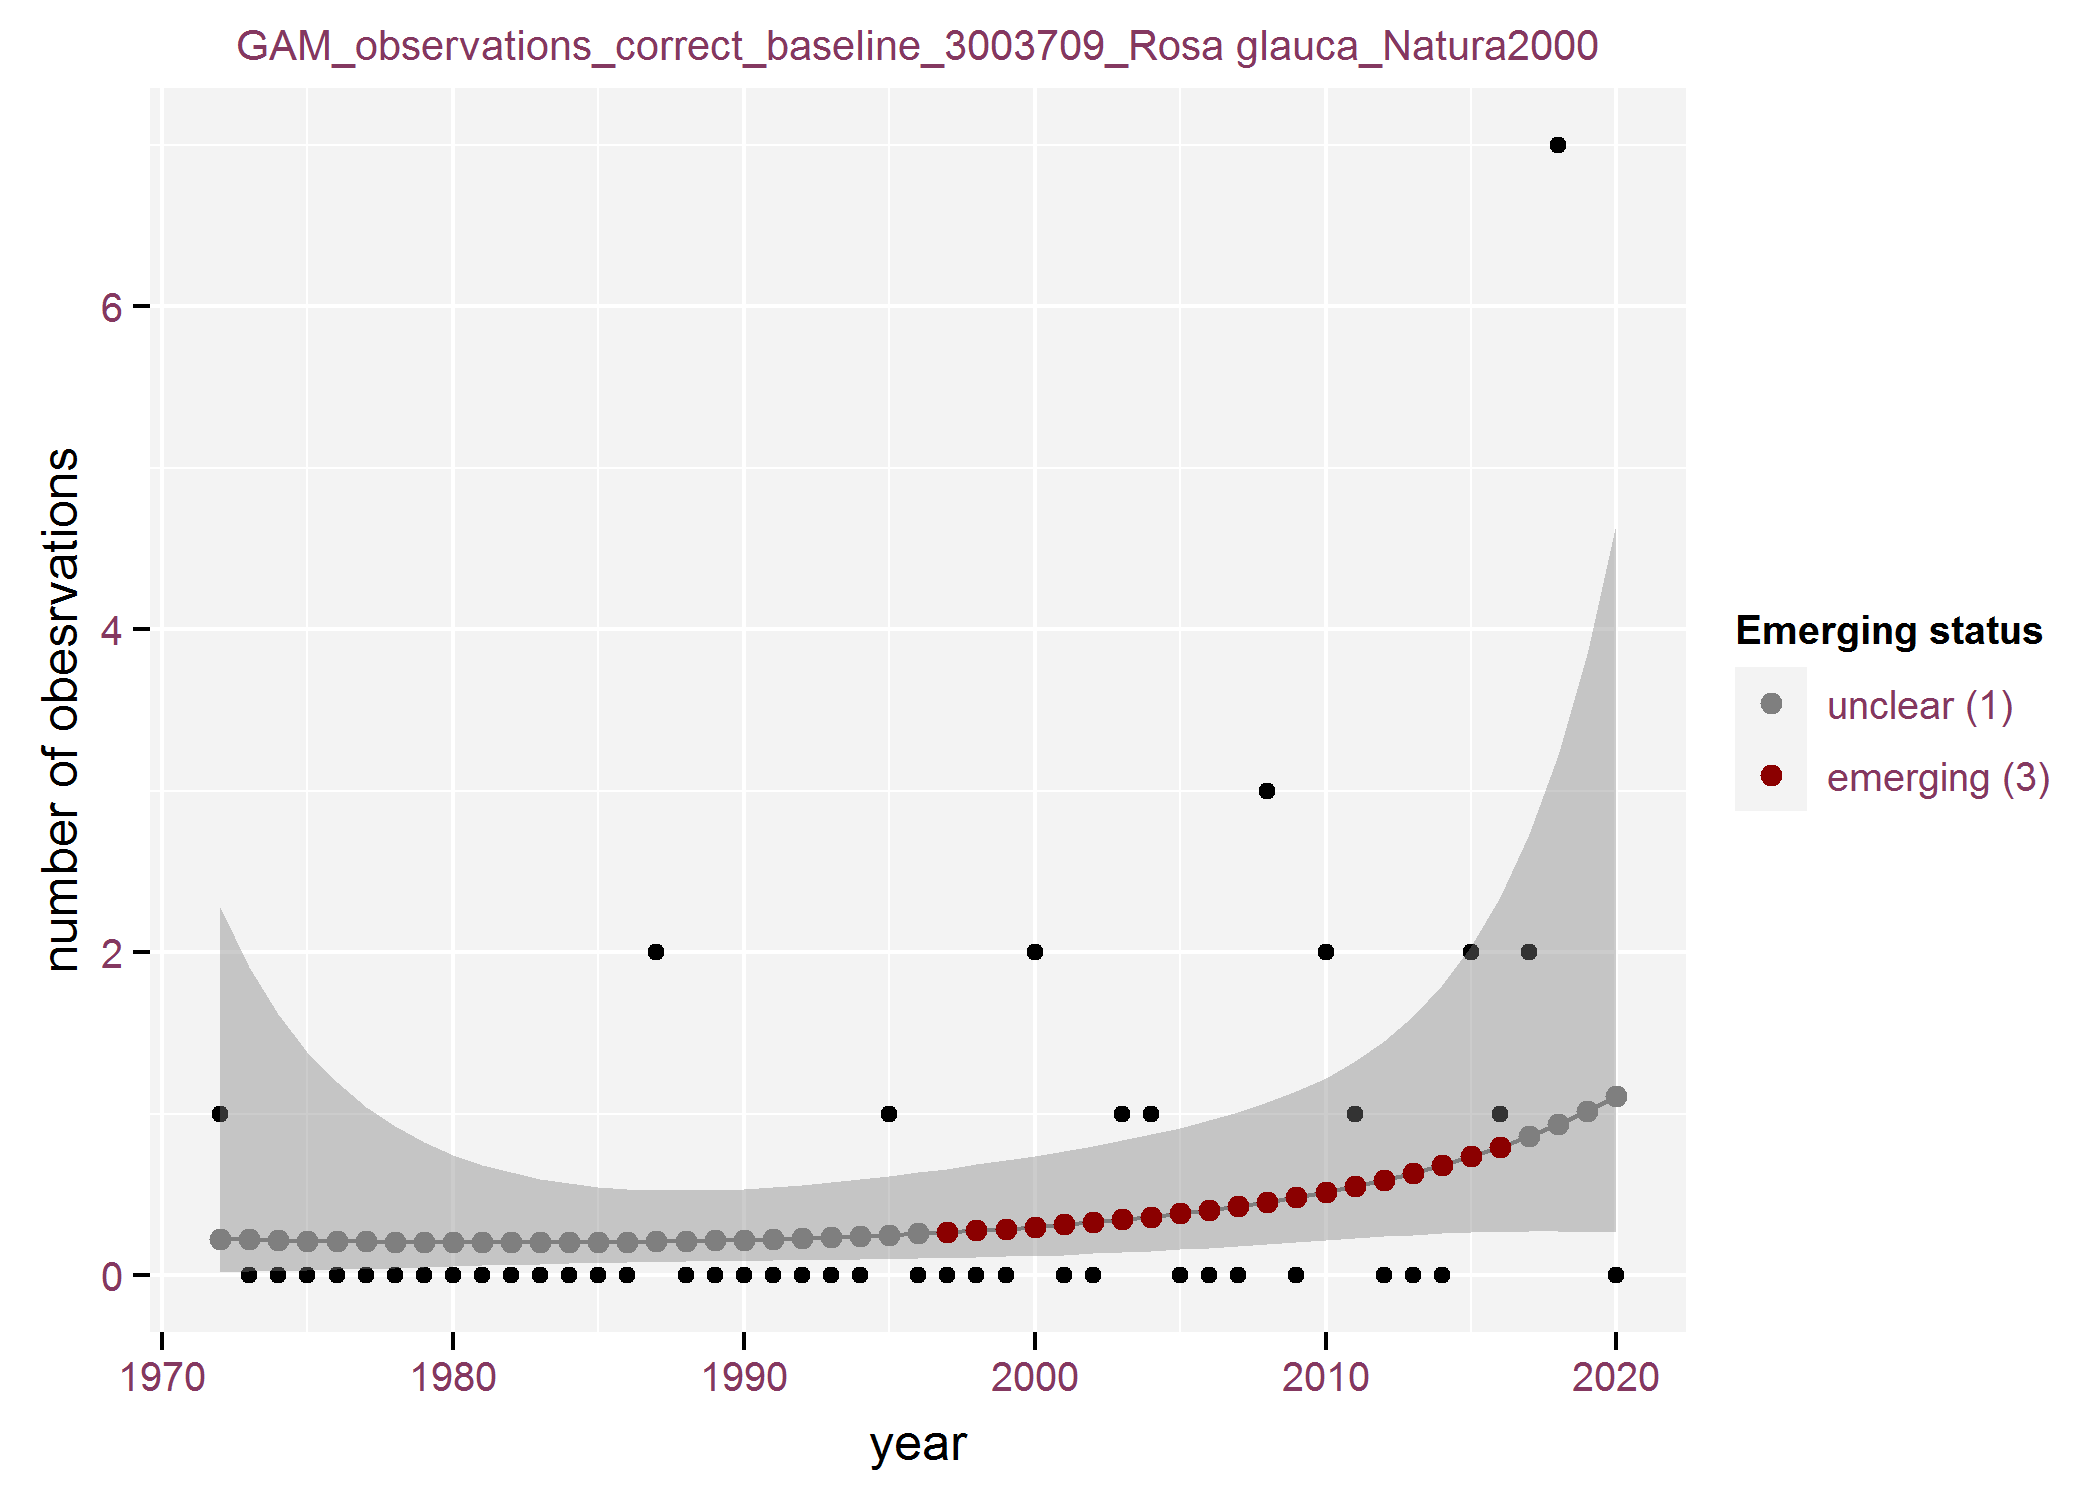 GAM_observations_correct_baseline_3003709_Rosa glauca_Natura2000
number of obesrvations
6
4
2
0
1970 1980 1990 2000 2010 2020
year
Emerging status
unclear (1)
emerging (3)